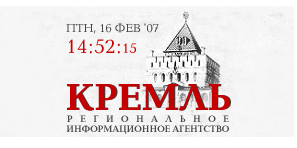 ПТН, 16 ФЕВ '07
14:52:15
КРЕМЛЬ
РЕГИОНАЛЬНОЕ
ИНФОРМАЦИОННОЕ АГЕНТСТВО